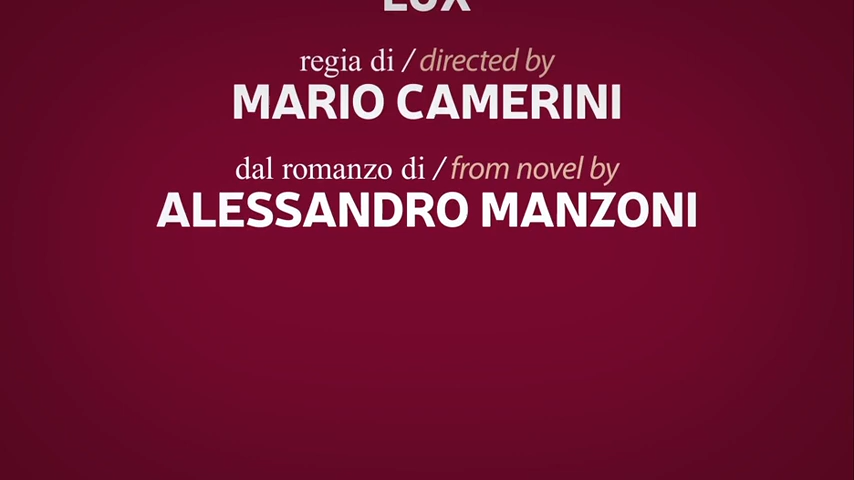 LUX
regia di / directed by
MARIO CAMERINI
dal romanzo di / from novel by
ALESSANDRO MANZONI